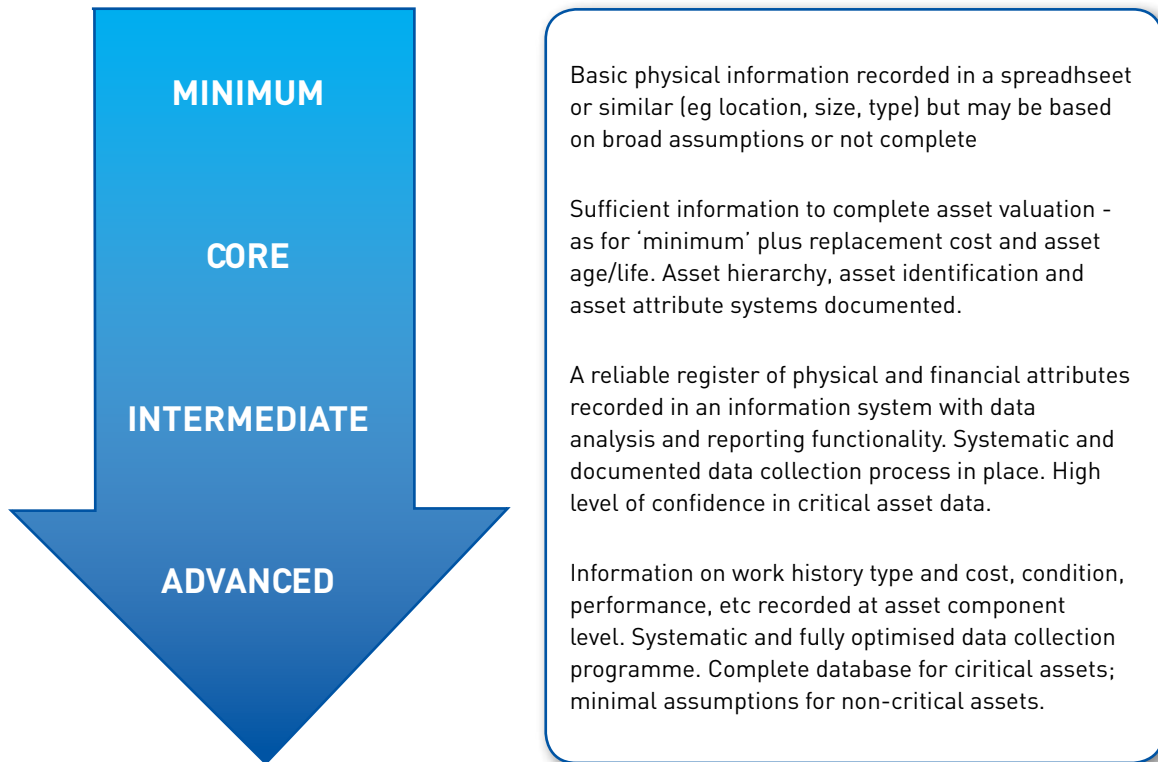 MINIMUM
Basic physical information recorded in a spreadhseet
or similar (eg location, size, type) but may be based
on broad assumptions or not complete
CORE
Sufficient information to complete asset valuation -
as for ‘minimum’ plus replacement cost and asset
age/life. Asset hierarchy, asset identification and
asset attribute systems documented.
INTERMEDIATE
A reliable register of physical and financial attributes
recorded in an information system with data
analysis and reporting functionality. Systematic and
documented data collection process in place. High
level of confidence in critical asset data.
ADVANCED
Information on work history type and cost, condition,
performance, etc recorded at asset component
level. Systematic and fully optimised data collection
programme. Complete database for ciritical assets;
minimal assumptions for non-critical assets.